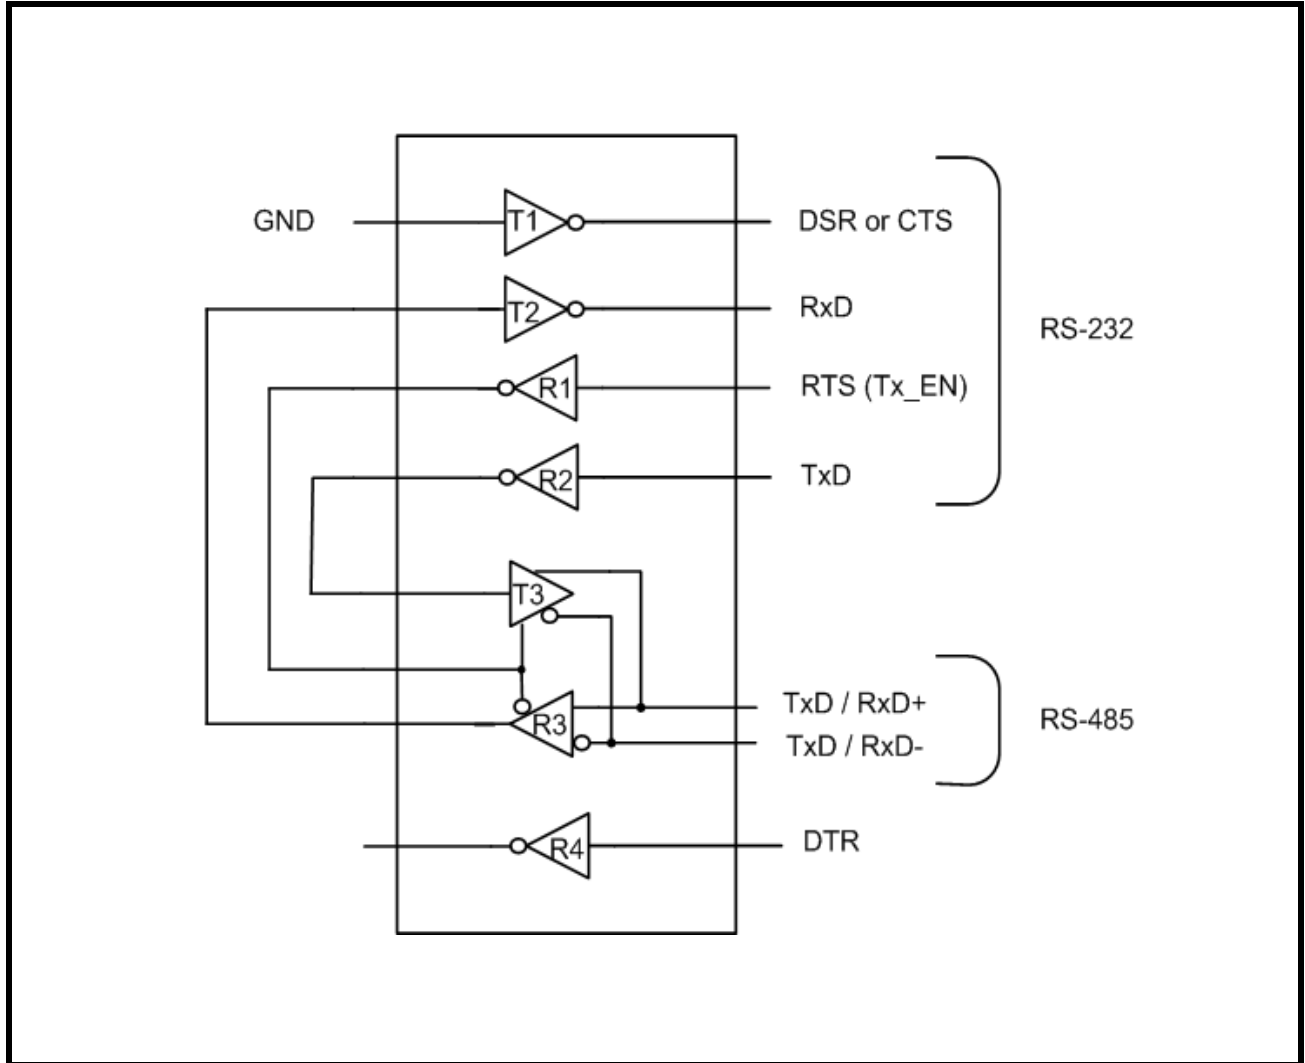 GND
T1
DSR or CTS
T2
RxD
RS-232
R1
RTS (Tx_EN)
R2
TxD
T3
R3
TxD / RxD+
TxD / RxD-
RS-485
R4
DTR